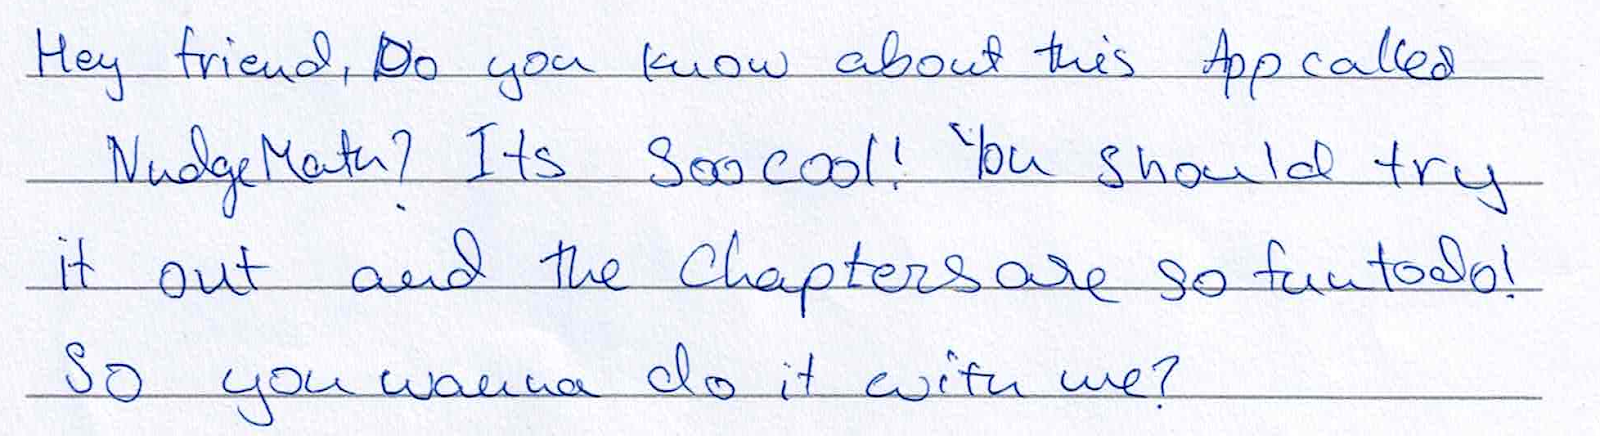 Hey friend, Do you know about this App called
NudgeMath? Its Soo cool! You should try
it out and the Chapters are so fun to do!
So you wanna do it with me?